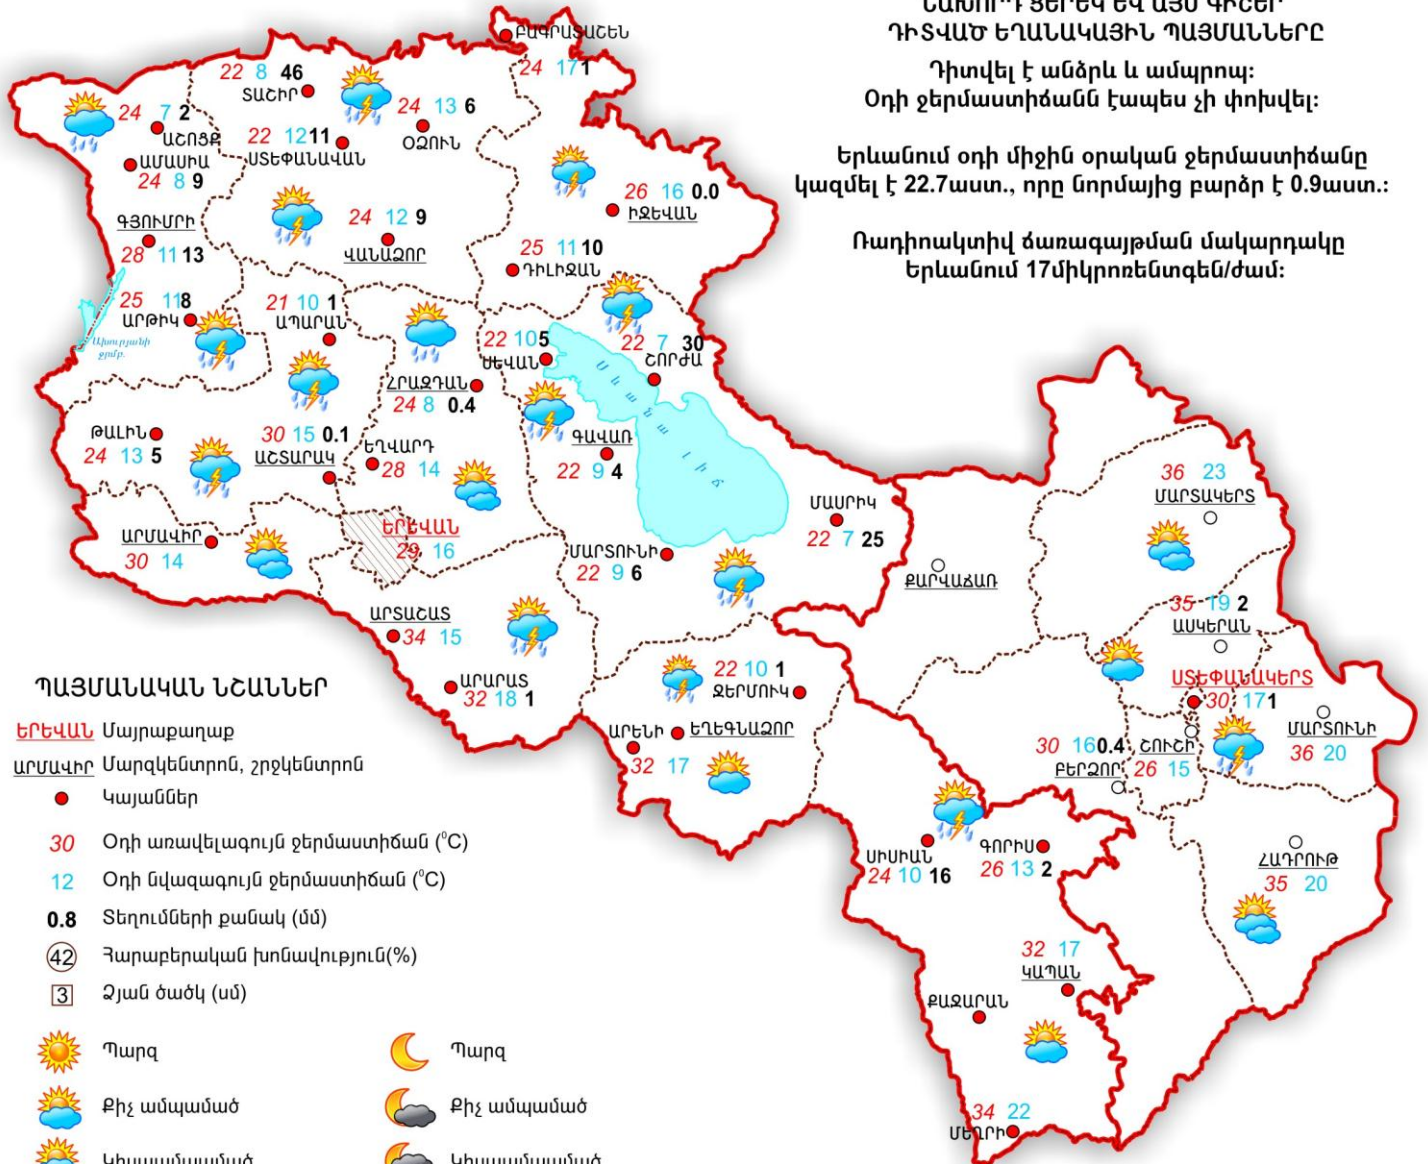 ՆԱԽՈՐԴ ՑԵՐԵԿ ԵՎ ԱՅՍ ԳԻՇԵՐ
ԴԻՏՎԱԾ ԵՂԱՆԱԿԱՅԻՆ ՊԱՅՄԱՆՆԵՐԸ
Դիտվել է անձրև և ամպրոպ:
Օդի ջերմաստիճանն էապես չի փոխվել:
Երևանում օդի միջին օրական ջերմաստիճանը
կազմել է 22.7աստ., որը նորմայից բարձր է 0.9աստ.:
Ռադիոակտիվ ճառագայթման մակարդակը
Երևանում 17միկրոռենտգեն/ժամ:
ԲԱԳՐԱՏԱՇԵՆ
24 17 1
22 8 46
ՏԱՇԻՐ
24 7 2
ԱՇՈՑՔ
24 13 6
ՕՁՈՒՆ
22 12 11
ՍՏԵՓԱՆԱՎԱՆ
ԱՄԱՍԻԱ
24 8 9
26 16 0.0
ԻՋԵՎԱՆ
24 12 9
ՎԱՆԱՁՈՐ
ԳՅՈՒՄՐԻ
28 11 13
25 11 10
ԴԻԼԻՋԱՆ
25 11 8
ԱՐԹԻԿ
21 10 1
ԱՊԱՐԱՆ
Ախուրյանի
ջրմբ.
22 10 5
ՍԵՎԱՆ
22 7 30
ՇՈՐԺԱ
Սևանա լիճ
ՀՐԱԶԴԱՆ
24 8 0.4
ԹԱԼԻՆ
24 13 5
30 15 0.1
ԱՇՏԱՐԱԿ
ԵՂՎԱՐԴ
28 14
ԳԱՎԱՌ
22 9 4
36 23
ՄԱՐՏԱԿԵՐՏ
ՄԱՍՐԻԿ
22 7 25
ԵՐԵՎԱՆ
29 16
ԱՐՄԱՎԻՐ
30 14
ՄԱՐՏՈՒՆԻ
22 9 6
ՔԱՐՎԱՃԱՌ
35 19 2
ԱՍԿԵՐԱՆ
ԱՐՏԱՇԱՏ
34 15
ԱՐԱՐԱՏ
32 18 1
22 10 1
ՋԵՐՄՈՒԿ
ՍՏԵՓԱՆԱԿԵՐՏ
30 17 1
ԱՐԵՆԻ
32 17
ԵՂԵԳՆԱՁՈՐ
ՄԱՐՏՈՒՆԻ
36 20
30 16 0.4
ԲԵՐՁՈՐ
ՇՈՒՇԻ
26 15
ՍԻՍԻԱՆ
24 10 16
ԳՈՐԻՍ
26 13 2
ՀԱԴՐՈՒԹ
35 20
32 17
ԿԱՊԱՆ
ՔԱՋԱՐԱՆ
34 22
ՄԵՂՐԻ
ՊԱՅՄԱՆԱԿԱՆ ՆՇԱՆՆԵՐ
ԵՐԵՎԱՆ Մայրաքաղաք
ԱՐՄԱՎԻՐ Մարզկենտրոն, շրջկենտրոն
Կայաններ
30 Օդի առավելագույն ջերմաստիճան (⁰C)
12 Օդի նվազագույն ջերմաստիճան (⁰C)
0.8 Տեղումների քանակ (մմ)
42 Հարաբերական խոնավություն(%)
3 Ձյան ծածկ (սմ)
Պարզ Պարզ
Քիչ ամպամած Քիչ ամպամած